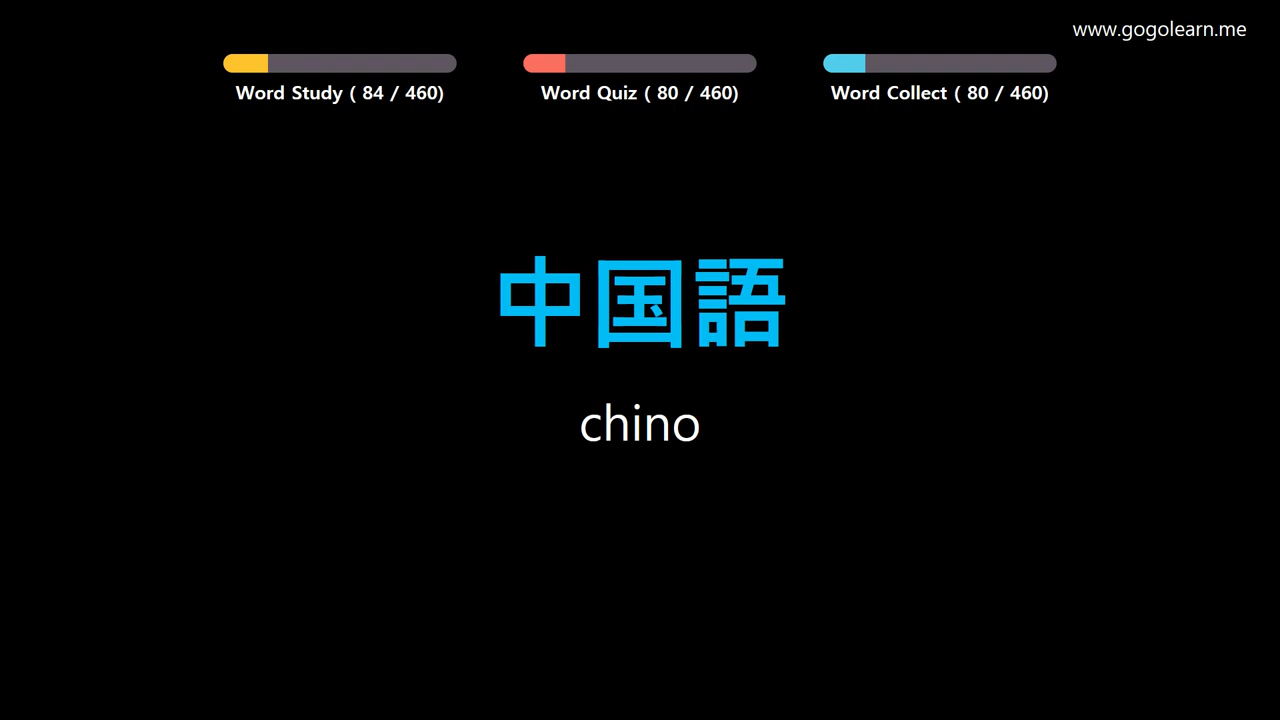 www.gogolearn.me
Word Study ( 84 / 460)
Word Quiz ( 80 / 460)
Word Collect ( 80 / 460)
中国語
chino